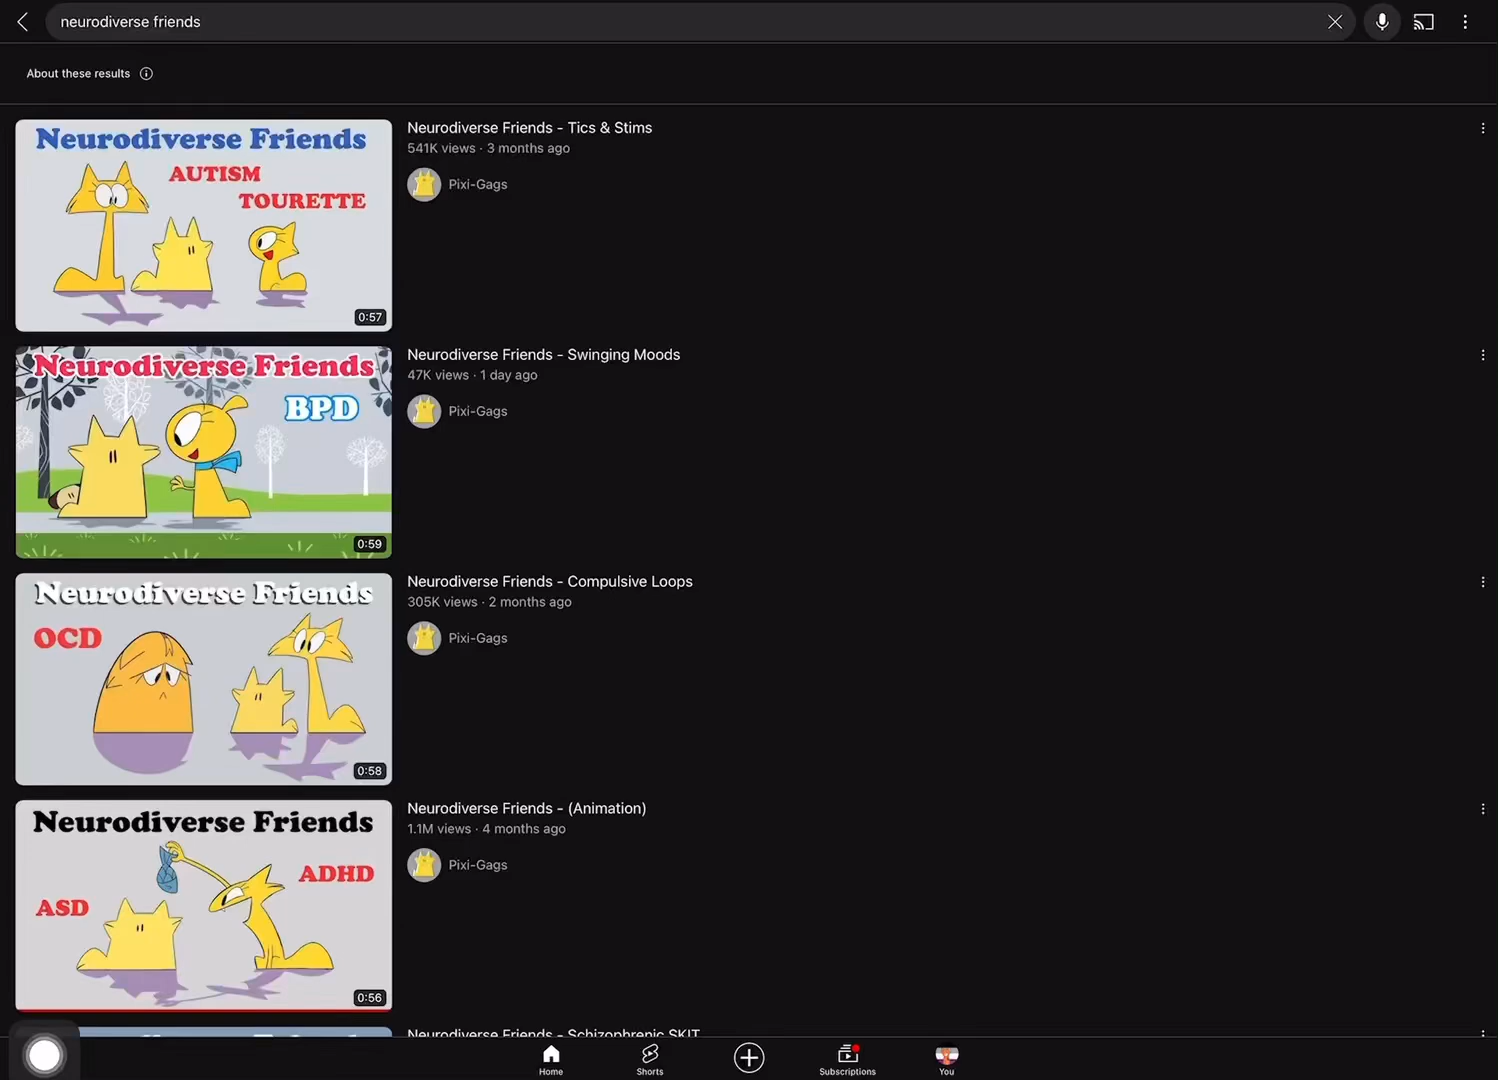 neurodiverse friends
About these results
Neurodiverse Friends
AUTISM
TOURETTE
0:57
Neurodiverse Friends - Tics & Stims
541K views · 3 months ago
Pixi-Gags
Neurodiverse Friends
BPD
0:59
Neurodiverse Friends - Swinging Moods
47K views · 1 day ago
Pixi-Gags
Neurodiverse Friends
OCD
0:58
Neurodiverse Friends - Compulsive Loops
305K views · 2 months ago
Pixi-Gags
Neurodiverse Friends
ADHD
ASD
0:56
Neurodiverse Friends - (Animation)
1.1M views · 4 months ago
Pixi-Gags
Neurodiverse Friends - Schizophrenic SKIT
Home
Shorts
Subscriptions
You